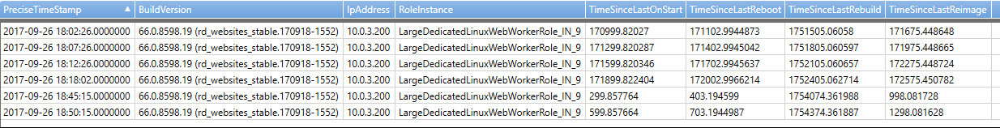 PreciseTimeStamp BuildVersion IpAddress RoleInstance TimeSinceLastOnStart TimeSinceLastReboot TimeSinceLastRebuild TimeSinceLastReimage
2017-09-26 18:02:26.0000000 66.0.8598.19 (rd_websites_stable.170918-1552) 10.0.3.200 LargeDedicatedLinuxWebWorkerRole_IN_9 170999.82027 171102.9944873 1751505.06058 171675.448648
2017-09-26 18:07:26.0000000 66.0.8598.19 (rd_websites_stable.170918-1552) 10.0.3.200 LargeDedicatedLinuxWebWorkerRole_IN_9 171299.820287 171402.9945042 1751805.060597 171975.448665
2017-09-26 18:12:26.0000000 66.0.8598.19 (rd_websites_stable.170918-1552) 10.0.3.200 LargeDedicatedLinuxWebWorkerRole_IN_9 171599.820346 171702.9945637 1752105.060657 172275.448724
2017-09-26 18:18:02.0000000 66.0.8598.19 (rd_websites_stable.170918-1552) 10.0.3.200 LargeDedicatedLinuxWebWorkerRole_IN_9 171899.822404 172002.9966214 1752405.062714 172575.450782
2017-09-26 18:45:15.0000000 66.0.8598.19 (rd_websites_stable.170918-1552) 10.0.3.200 LargeDedicatedLinuxWebWorkerRole_IN_9 299.857764 403.194599 1754074.361988 998.081728
2017-09-26 18:50:15.0000000 66.0.8598.19 (rd_websites_stable.170918-1552) 10.0.3.200 LargeDedicatedLinuxWebWorkerRole_IN_9 599.857664 703.1944987 1754374.361887 1298.081628